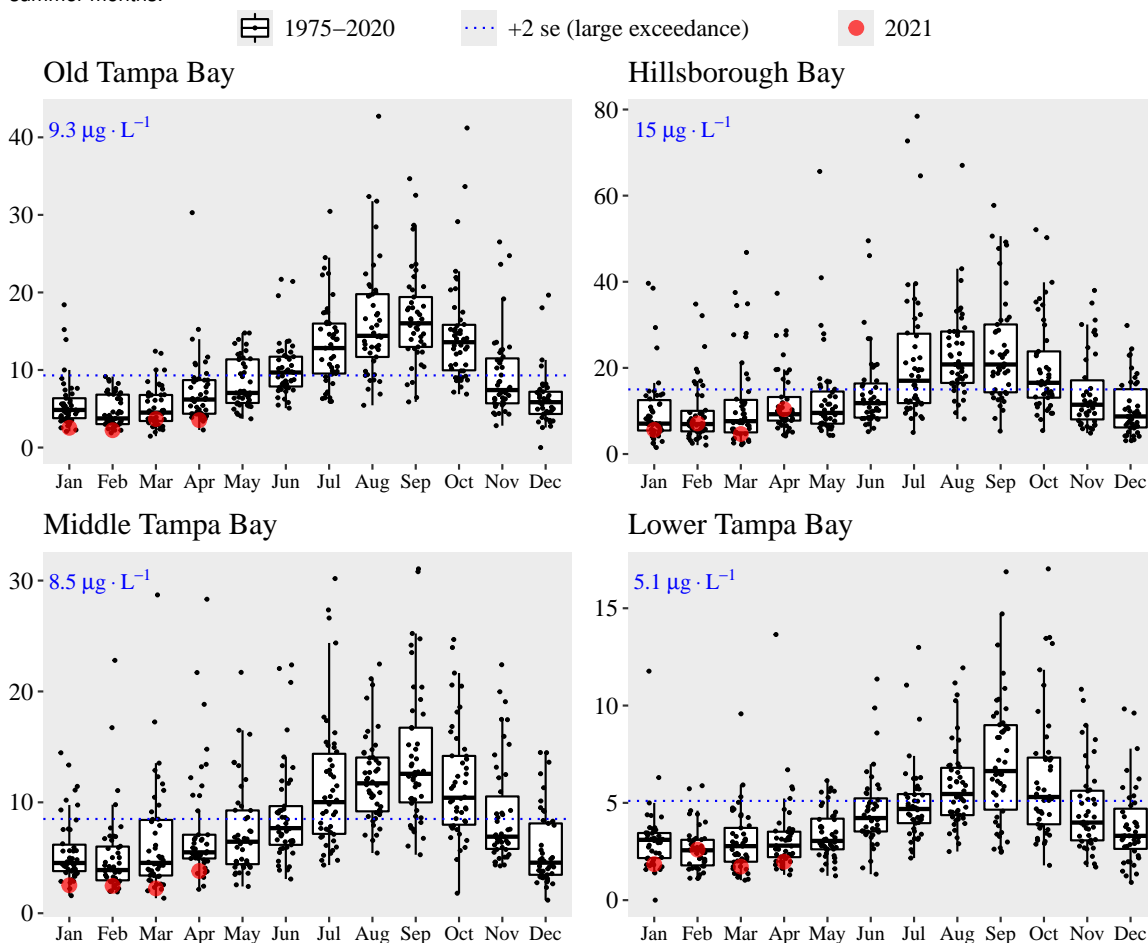 summer months.
1975−2020 +2 se (large exceedance) 2021
Old Tampa Bay
9.3 μg · L⁻¹
40
30
20
10
0
Jan Feb Mar Apr May Jun Jul Aug Sep Oct Nov Dec
Hillsborough Bay
15 μg · L⁻¹
80
60
40
20
0
Jan Feb Mar Apr May Jun Jul Aug Sep Oct Nov Dec
Middle Tampa Bay
8.5 μg · L⁻¹
30
20
10
0
Jan Feb Mar Apr May Jun Jul Aug Sep Oct Nov Dec
Lower Tampa Bay
5.1 μg · L⁻¹
15
10
5
0
Jan Feb Mar Apr May Jun Jul Aug Sep Oct Nov Dec